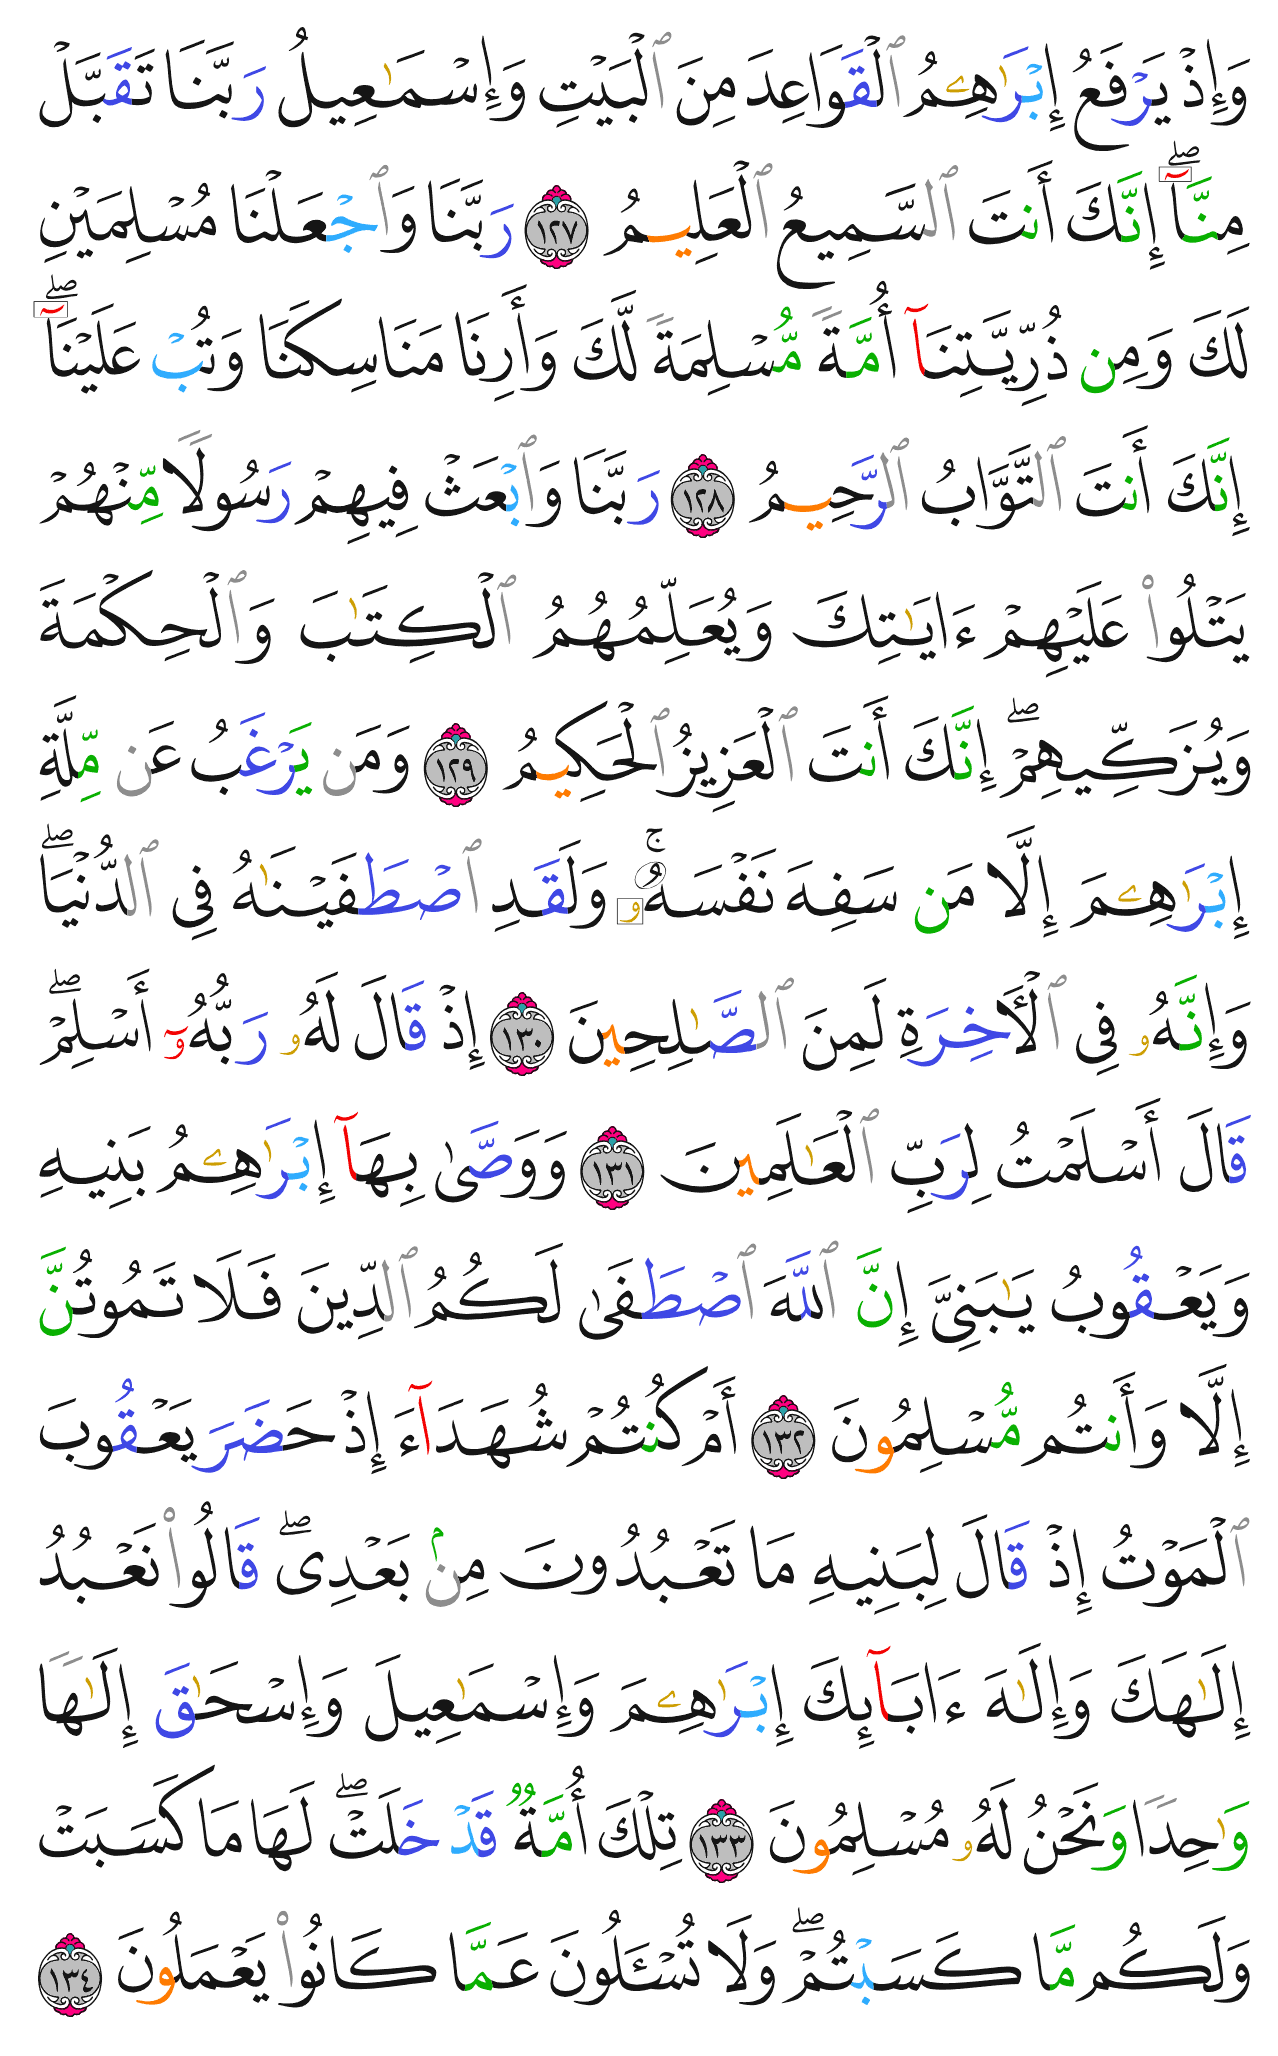 وَإِذْ يَرْفَعُ إِبْرَٰهِـۧمُ ٱلْقَوَاعِدَ مِنَ ٱلْبَيْتِ وَإِسْمَـٰعِيلُ رَبَّنَا تَقَبَّلْ
مِنَّآ ۖ إِنَّكَ أَنتَ ٱلسَّمِيعُ ٱلْعَلِيمُ ١٢٧ رَبَّنَا وَٱجْعَلْنَا مُسْلِمَيْنِ
لَكَ وَمِن ذُرِّيَّتِنَآ أُمَّةً مُّسْلِمَةً لَّكَ وَأَرِنَا مَنَاسِكَنَا وَتُبْ عَلَيْنَآ ۖ
إِنَّكَ أَنتَ ٱلتَّوَّابُ ٱلرَّحِيمُ ١٢٨ رَبَّنَا وَٱبْعَثْ فِيهِمْ رَسُولًا مِّنْهُمْ
يَتْلُوا۟ عَلَيْهِمْ ءَايَـٰتِكَ وَيُعَلِّمُهُمُ ٱلْكِتَـٰبَ وَٱلْحِكْمَةَ
وَيُزَكِّيهِمْ ۖ إِنَّكَ أَنتَ ٱلْعَزِيزُ ٱلْحَكِيمُ ١٢٩ وَمَن يَرْغَبُ عَن مِّلَّةِ
إِبْرَٰهِـۧمَ إِلَّا مَن سَفِهَ نَفْسَهُۥ ۚ وَلَقَدِ ٱصْطَفَيْنَـٰهُ فِى ٱلدُّنْيَا ۖ
وَإِنَّهُۥ فِى ٱلْـَٔاخِرَةِ لَمِنَ ٱلصَّـٰلِحِينَ ١٣٠ إِذْ قَالَ لَهُۥ رَبُّهُۥٓ أَسْلِمْ ۖ
قَالَ أَسْلَمْتُ لِرَبِّ ٱلْعَـٰلَمِينَ ١٣١ وَوَصَّىٰ بِهَآ إِبْرَٰهِـۧمُ بَنِيهِ
وَيَعْقُوبُ يَـٰبَنِىَّ إِنَّ ٱللَّهَ ٱصْطَفَىٰ لَكُمُ ٱلدِّينَ فَلَا تَمُوتُنَّ
إِلَّا وَأَنتُم مُّسْلِمُونَ ١٣٢ أَمْ كُنتُمْ شُهَدَآءَ إِذْ حَضَرَ يَعْقُوبَ
ٱلْمَوْتُ إِذْ قَالَ لِبَنِيهِ مَا تَعْبُدُونَ مِنۢ بَعْدِى ۖ قَالُوا۟ نَعْبُدُ
إِلَـٰهَكَ وَإِلَـٰهَ ءَابَآئِكَ إِبْرَٰهِـۧمَ وَإِسْمَـٰعِيلَ وَإِسْحَـٰقَ إِلَـٰهًا
وَٰحِدًا وَنَحْنُ لَهُۥ مُسْلِمُونَ ١٣٣ تِلْكَ أُمَّةٌ قَدْ خَلَتْ ۖ لَهَا مَا كَسَبَتْ
وَلَكُم مَّا كَسَبْتُمْ ۖ وَلَا تُسْـَٔلُونَ عَمَّا كَانُوا۟ يَعْمَلُونَ ١٣٤